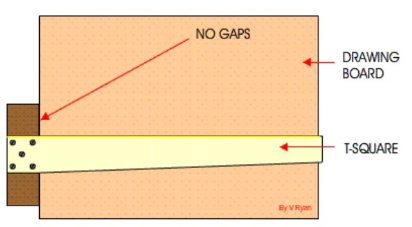 NO GAPS
DRAWING
BOARD
T-SQUARE
By V Ryan